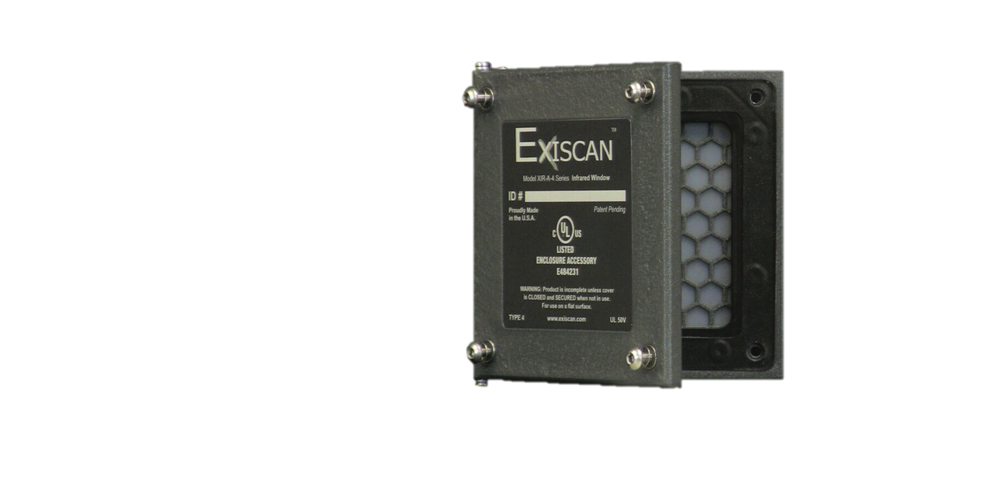 EXISCAN™
Model XIR-A-4 Series Infrared Window
ID #
Proudly Made
in the U.S.A.
Patent Pending
C UL US
LISTED
ENCLOSURE ACCESSORY
E484231
WARNING: Product is incomplete unless cover
is CLOSED and SECURED when not in use.
For use on a flat surface.
TYPE 4 www.exiscan.com UL 50V